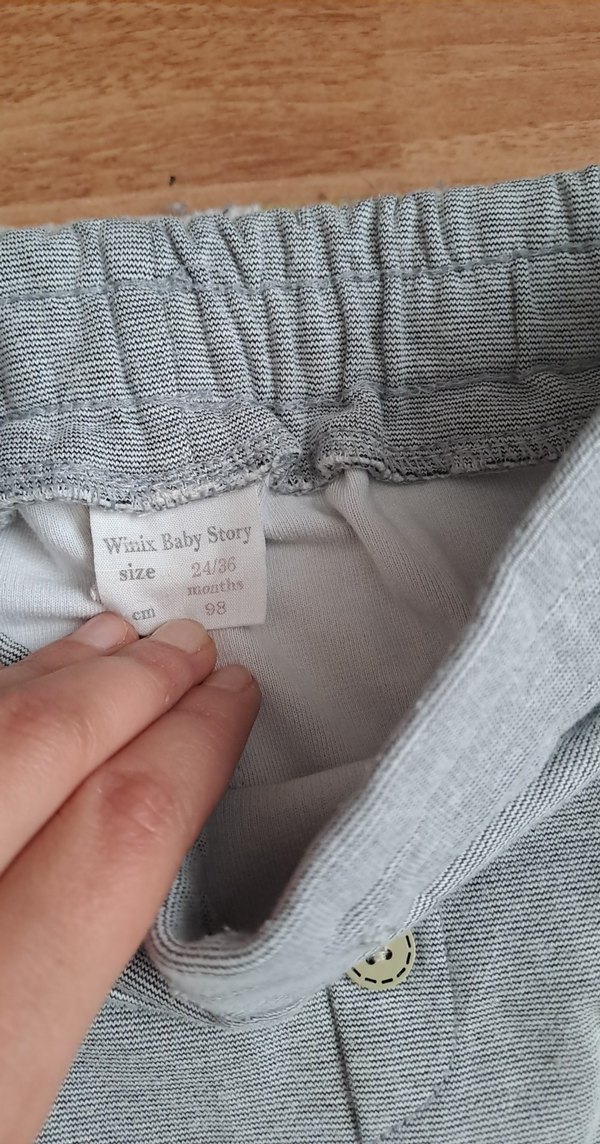 Winix Baby Story
size 24/36
months
cm 98